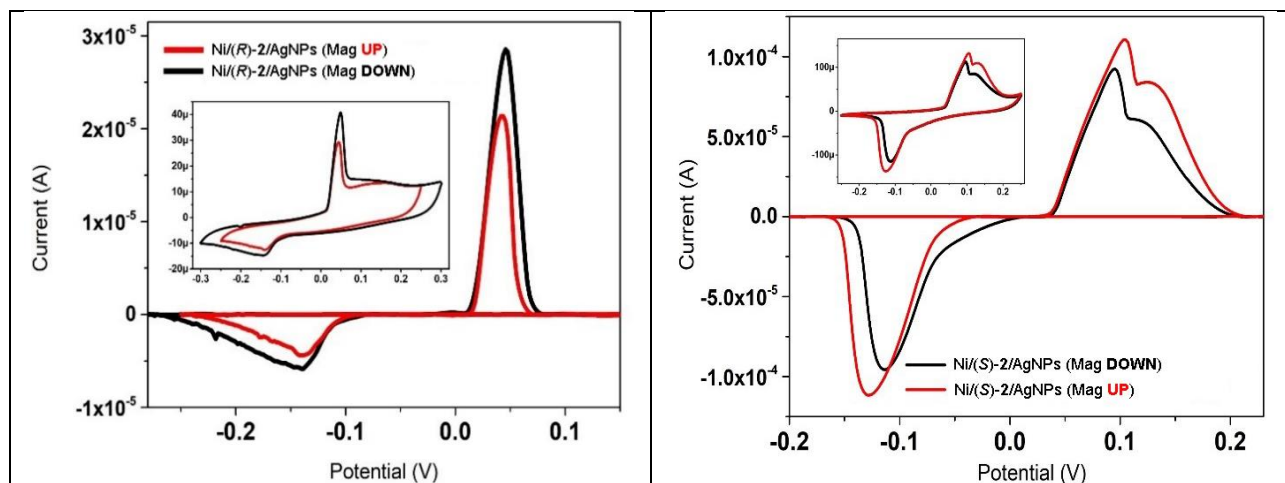 3x10⁻⁵
2x10⁻⁵
1x10⁻⁵
0
-1x10⁻⁵
Current (A)
Ni/(R)-2/AgNPs (Mag UP)
Ni/(R)-2/AgNPs (Mag DOWN)
40µ
30µ
20µ
10µ
0
-10µ
-20µ
-0.3 -0.2 -0.1 0.0 0.1 0.2 0.3
-0.2 -0.1 0.0 0.1
Potential (V)
1.0x10⁻⁴
5.0x10⁻⁵
0.0
-5.0x10⁻⁵
-1.0x10⁻⁴
Current (A)
100µ
0
-100µ
-0.2 -0.1 0.0 0.1 0.2
Ni/(S)-2/AgNPs (Mag DOWN)
Ni/(S)-2/AgNPs (Mag UP)
-0.2 -0.1 0.0 0.1 0.2
Potential (V)